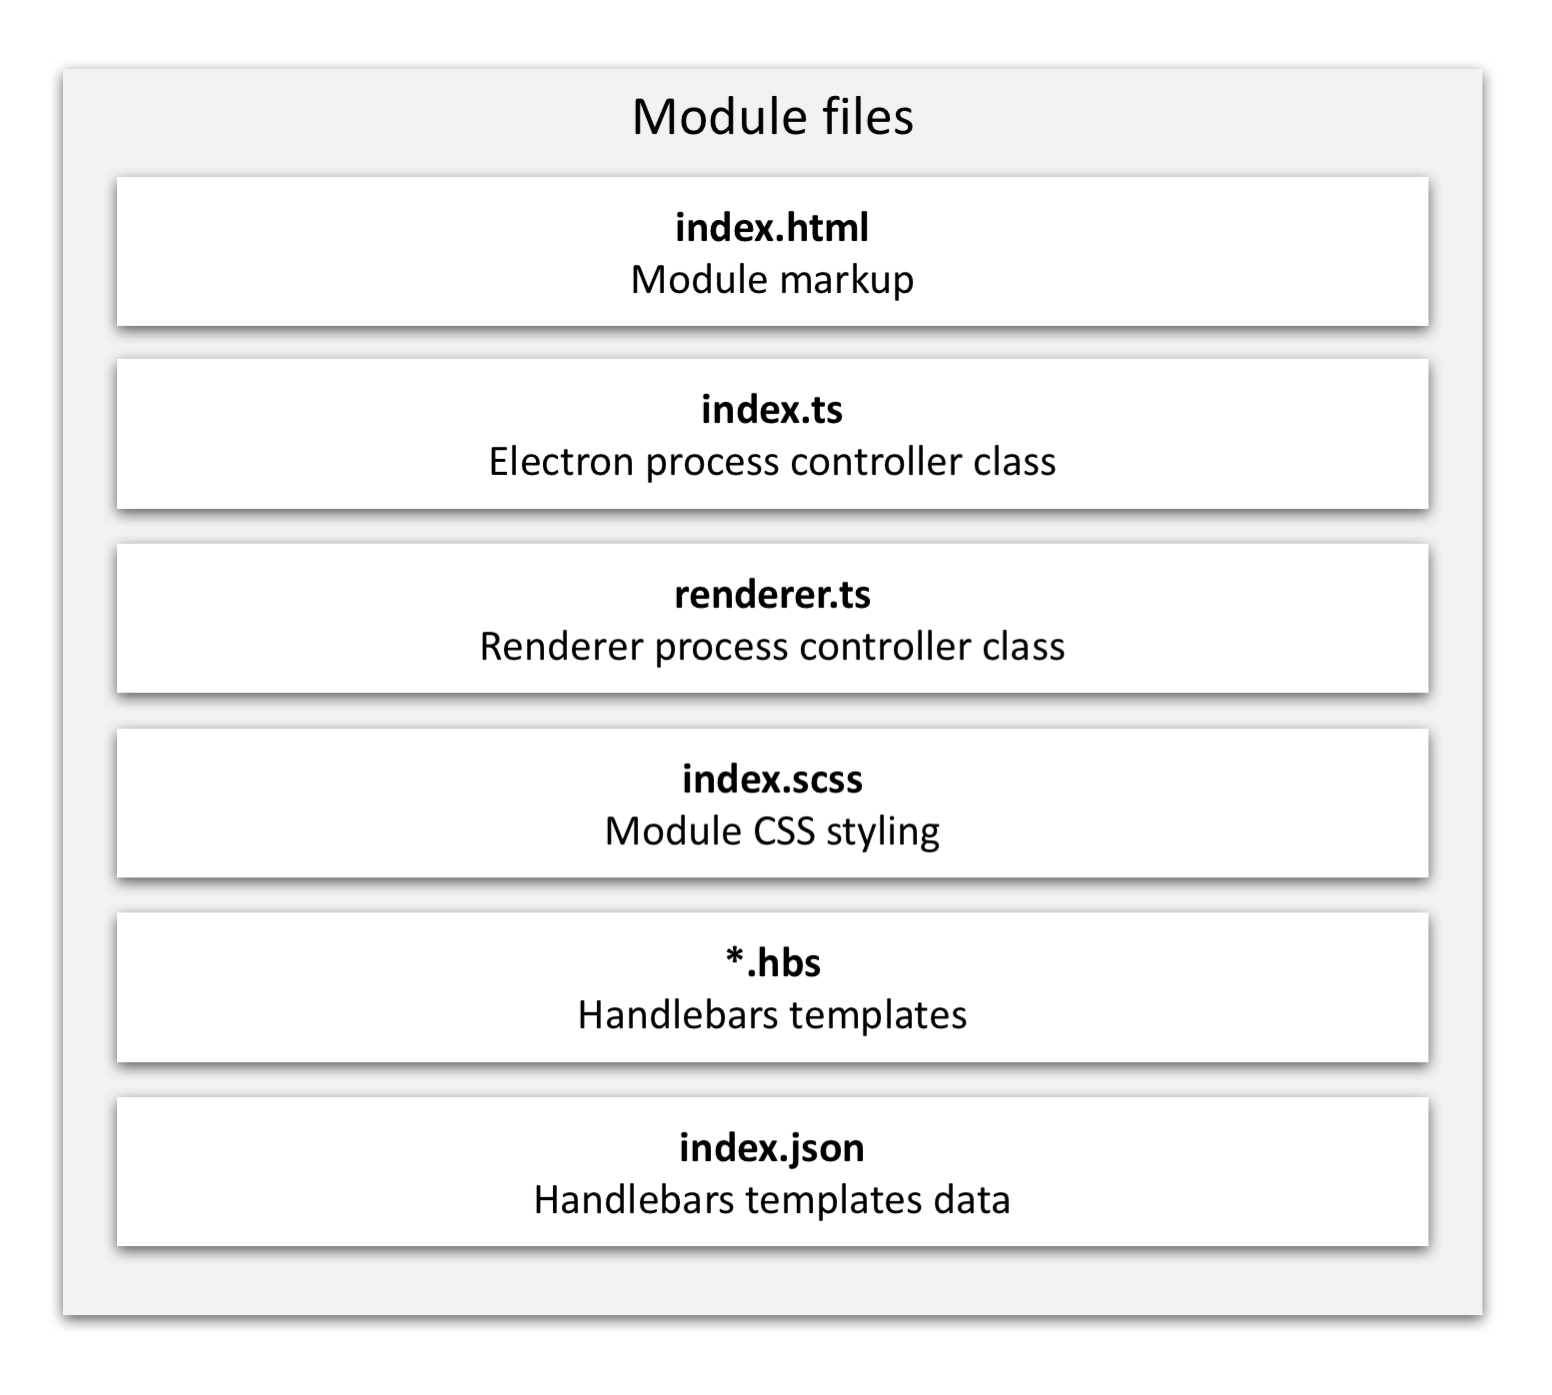 Module files
index.html
Module markup
index.ts
Electron process controller class
renderer.ts
Renderer process controller class
index.scss
Module CSS styling
*.hbs
Handlebars templates
index.json
Handlebars templates data